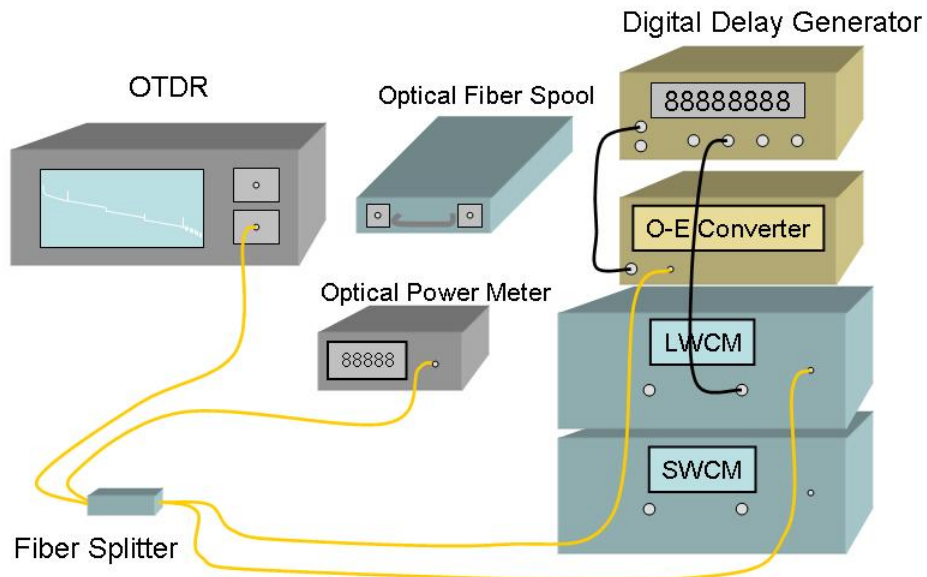 Digital Delay Generator
OTDR
Optical Fiber Spool
88888888
O-E Converter
Optical Power Meter
88888
LWCM
SWCM
Fiber Splitter